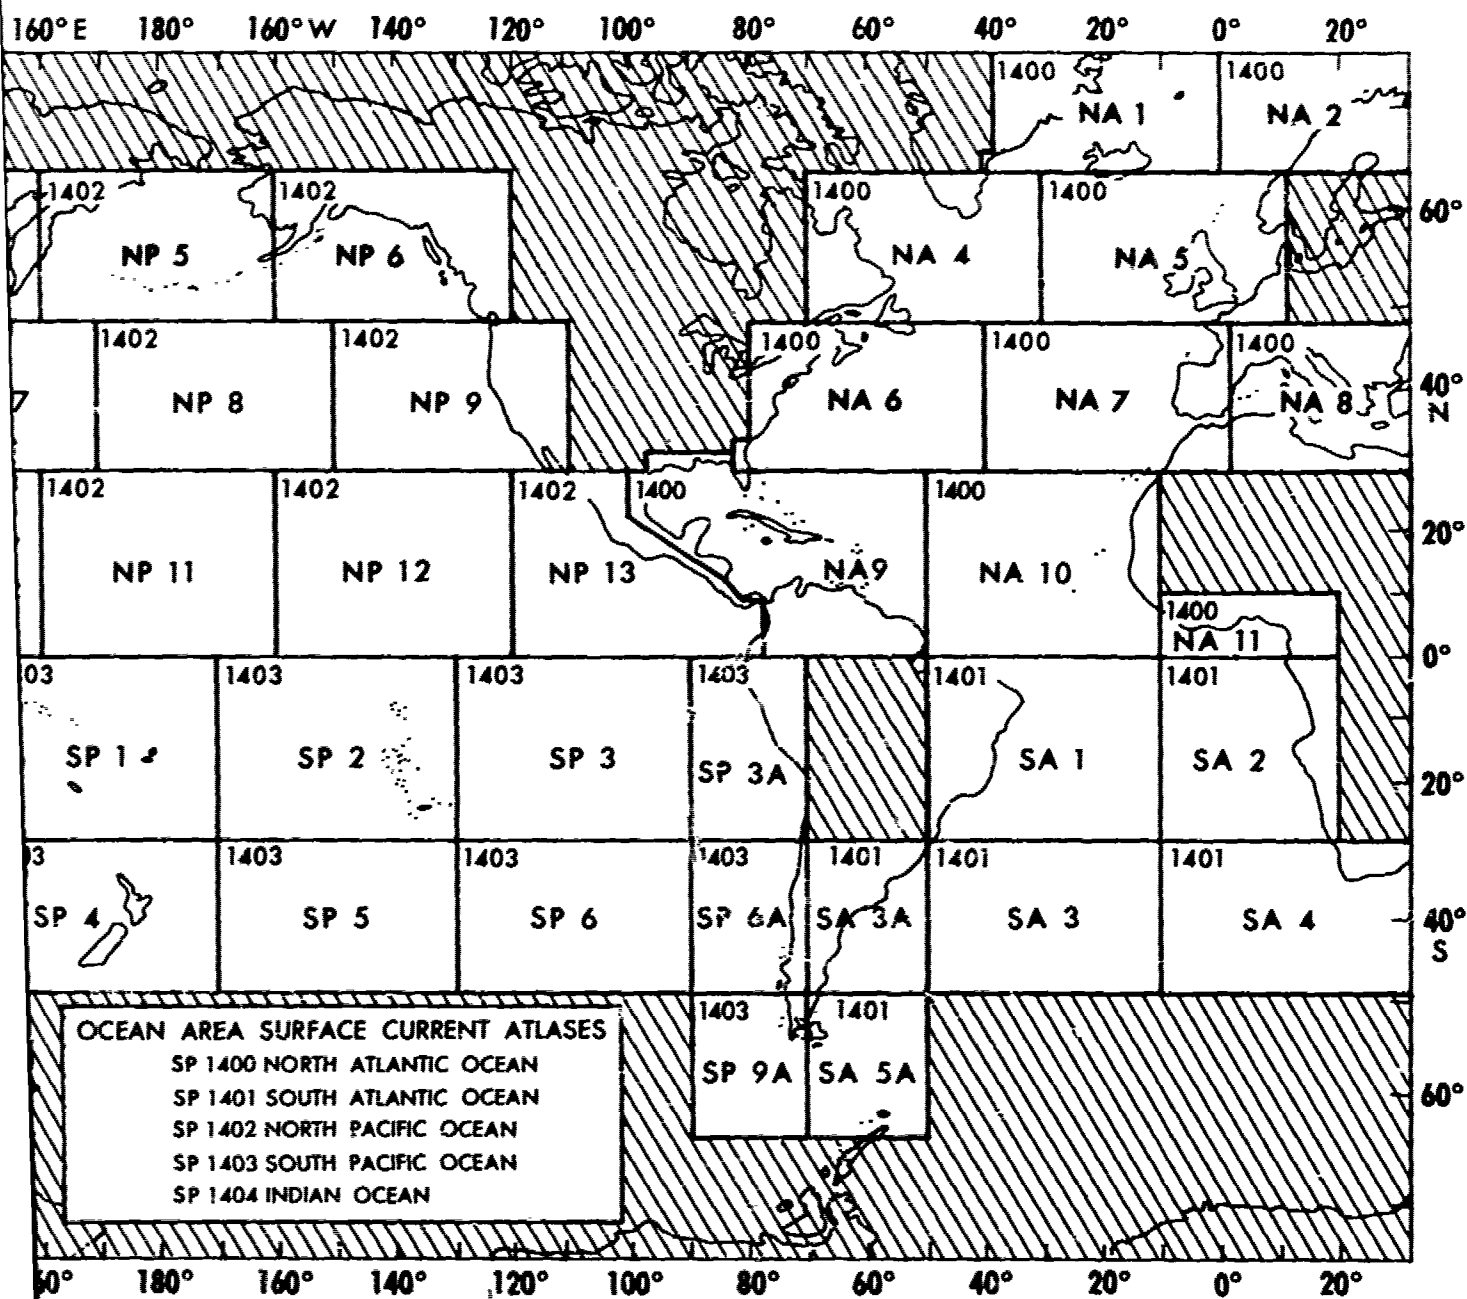 160° E 180° 160° W 140° 120° 100° 80° 60° 40° 20° 0° 20°
1400 1400
NA 1 NA 2
1402 1402 1400 1400
60°
NP 5 NP 6 NA 4 NA 5
1402 1402 1400 1400 1400
40°
N
7 NP 8 NP 9 NA 6 NA 7 NA 8
1402 1402 1402 1400 1400
20°
NP 11 NP 12 NP 13 NA9 NA 10
1400
NA 11
0°
03 1403 1403 1403 1401 1401
SP 1 SP 2 SP 3 SP 3A SA 1 SA 2
20°
3 1403 1403 1403 1401 1401 1401
SP 4 SP 5 SP 6 SP 6A SA 3A SA 3 SA 4
40°
S
1403 1401
SP 9A SA 5A
60°
OCEAN AREA SURFACE CURRENT ATLASES
SP 1400 NORTH ATLANTIC OCEAN
SP 1401 SOUTH ATLANTIC OCEAN
SP 1402 NORTH PACIFIC OCEAN
SP 1403 SOUTH PACIFIC OCEAN
SP 1404 INDIAN OCEAN
60° 180° 160° 140° 120° 100° 80° 60° 40° 20° 0° 20°